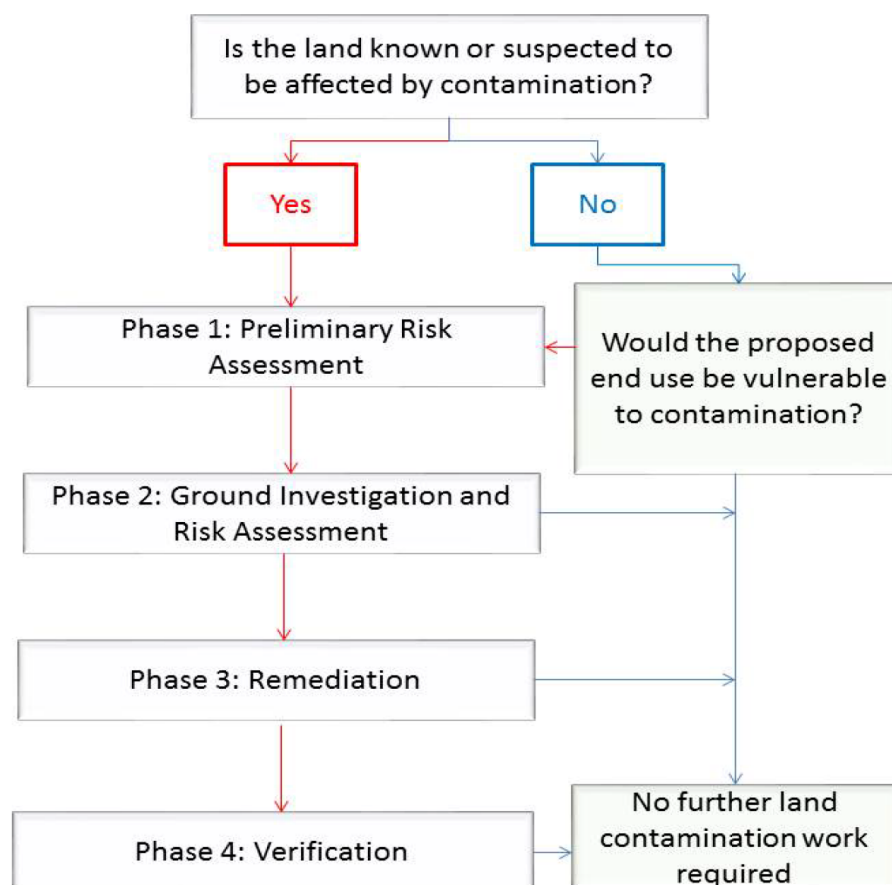 Is the land known or suspected to
be affected by contamination?
Yes
No
Phase 1: Preliminary Risk
Assessment
Would the proposed
end use be vulnerable
to contamination?
Phase 2: Ground Investigation and
Risk Assessment
Phase 3: Remediation
Phase 4: Verification
No further land
contamination work
required